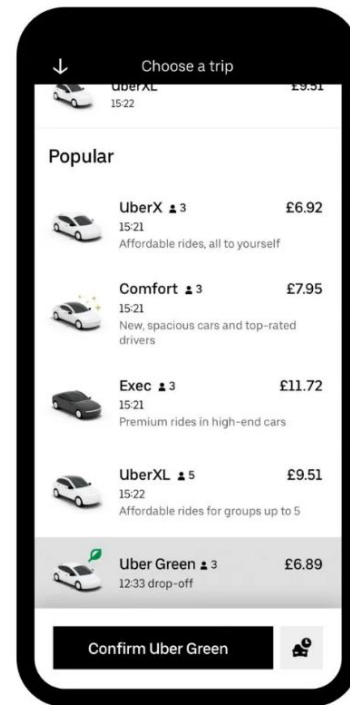 Choose a trip
UberXL £9.51
15:22
Popular
UberX 3 £6.92
15:21
Affordable rides, all to yourself
Comfort 3 £7.95
15:21
New, spacious cars and top-rated
drivers
Exec 3 £11.72
15:21
Premium rides in high-end cars
UberXL 5 £9.51
15:22
Affordable rides for groups up to 5
Uber Green 3 £6.89
12:33 drop-off
Confirm Uber Green